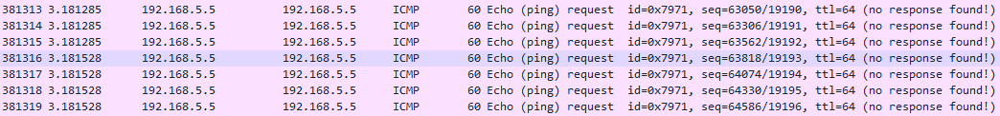 381313 3.181285 192.168.5.5 192.168.5.5 ICMP 60 Echo (ping) request id=0x7971, seq=63050/19190, ttl=64 (no response found!)
381314 3.181285 192.168.5.5 192.168.5.5 ICMP 60 Echo (ping) request id=0x7971, seq=63306/19191, ttl=64 (no response found!)
381315 3.181285 192.168.5.5 192.168.5.5 ICMP 60 Echo (ping) request id=0x7971, seq=63562/19192, ttl=64 (no response found!)
381316 3.181528 192.168.5.5 192.168.5.5 ICMP 60 Echo (ping) request id=0x7971, seq=63818/19193, ttl=64 (no response found!)
381317 3.181528 192.168.5.5 192.168.5.5 ICMP 60 Echo (ping) request id=0x7971, seq=64074/19194, ttl=64 (no response found!)
381318 3.181528 192.168.5.5 192.168.5.5 ICMP 60 Echo (ping) request id=0x7971, seq=64330/19195, ttl=64 (no response found!)
381319 3.181528 192.168.5.5 192.168.5.5 ICMP 60 Echo (ping) request id=0x7971, seq=64586/19196, ttl=64 (no response found!)